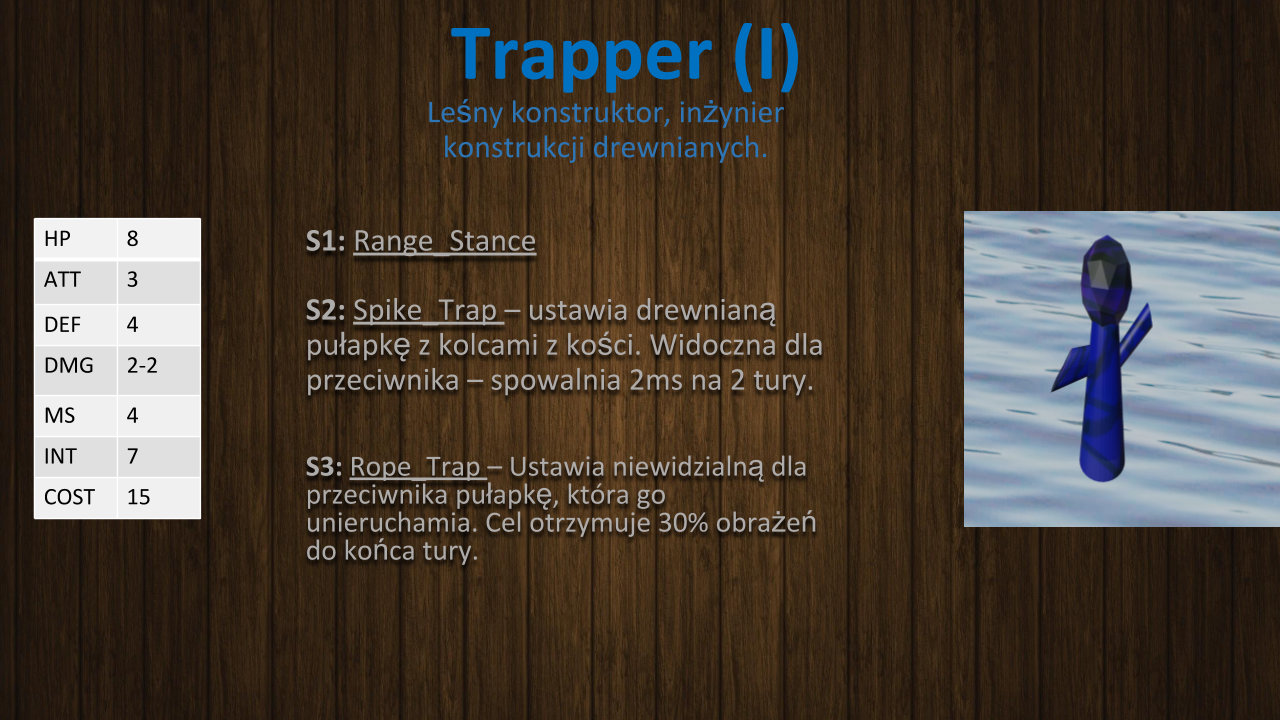 Trapper (I)
Leśny konstruktor, inżynier
konstrukcji drewnianych.
HP 8
ATT 3
DEF 4
DMG 2-2
MS 4
INT 7
COST 15
S1: Range_Stance
S2: Spike_Trap – ustawia drewnianą
pułapkę z kolcami z kości. Widoczna dla
przeciwnika – spowalnia 2ms na 2 tury.
S3: Rope_Trap – Ustawia niewidzialną dla
przeciwnika pułapkę, która go
unieruchamia. Cel otrzymuje 30% obrażeń
do końca tury.